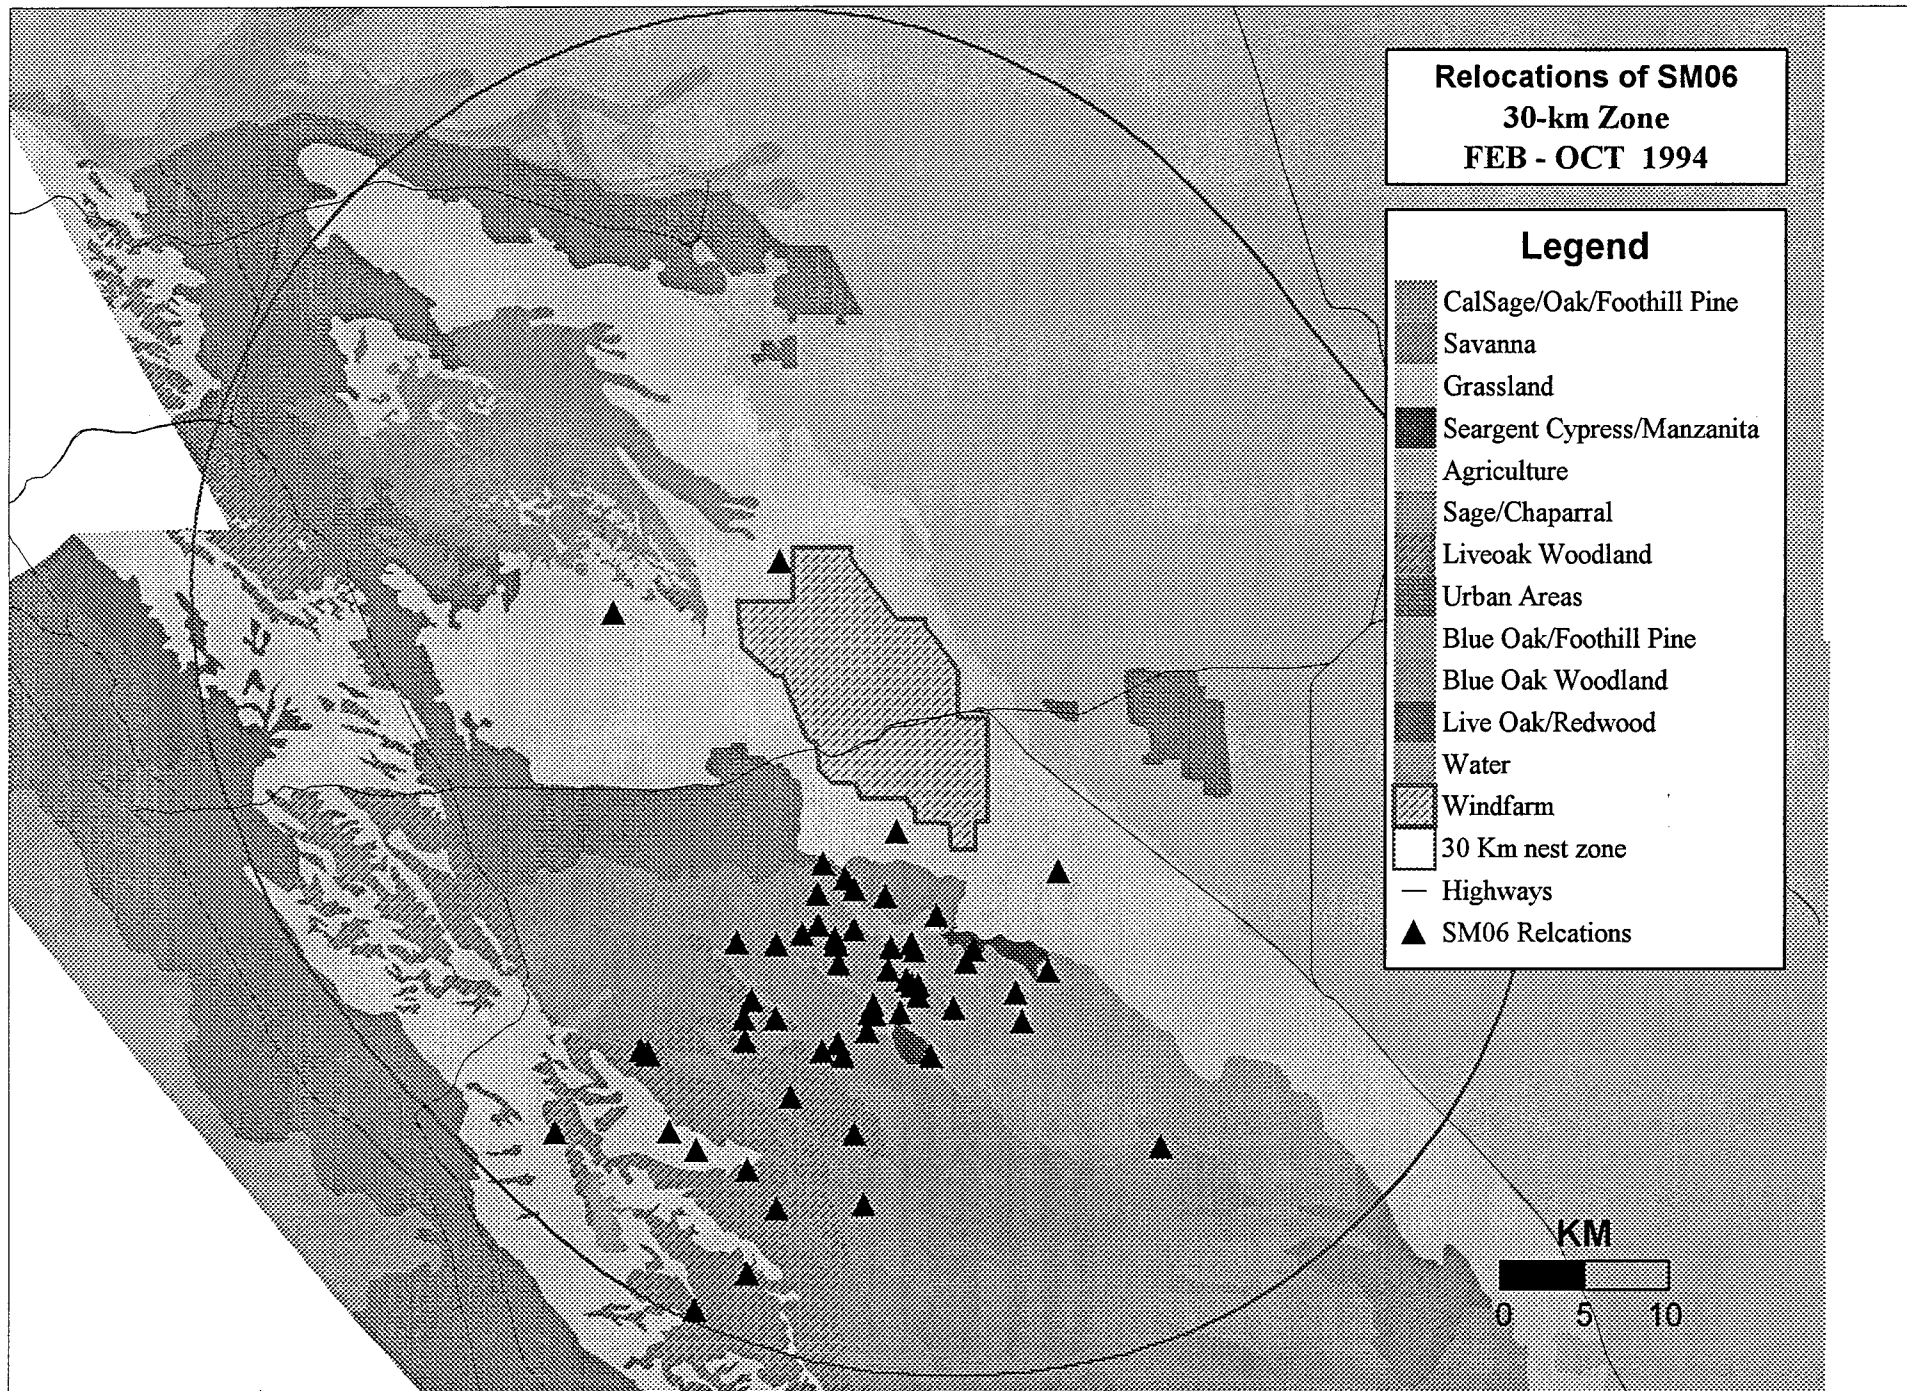 Relocations of SM06
30-km Zone
FEB - OCT 1994
Legend
CalSage/Oak/Foothill Pine
Savanna
Grassland
Seargent Cypress/Manzanita
Agriculture
Sage/Chaparral
Liveoak Woodland
Urban Areas
Blue Oak/Foothill Pine
Blue Oak Woodland
Live Oak/Redwood
Water
Windfarm
30 Km nest zone
Highways
SM06 Relcations
KM
0 5 10